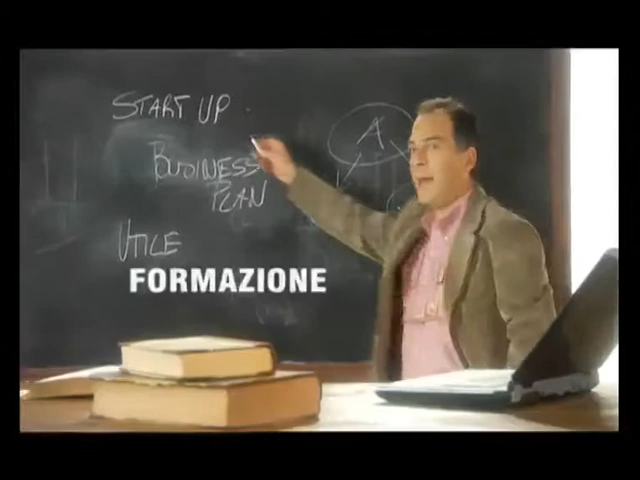 START UP
A
BUSINESS
PLAN
UTILE
FORMAZIONE